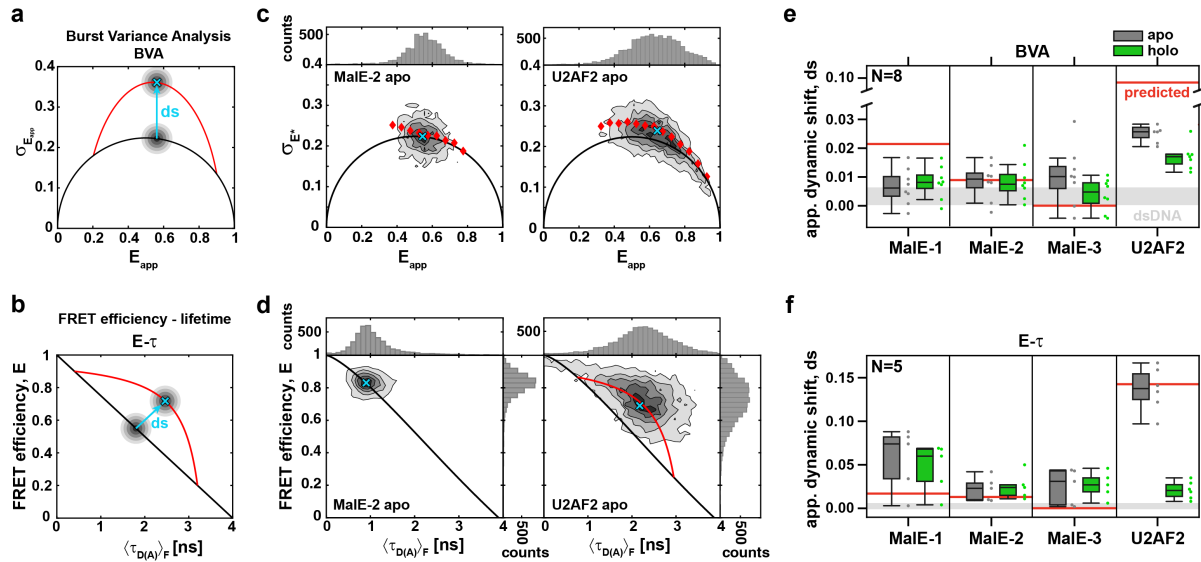 a
Burst Variance Analysis
BVA
0.4
0.3
0.2
0.1
0
0
0.2
0.4
0.6
0.8
1
σEapp
Eapp
ds
b
FRET efficiency - lifetime
E-τ
1
0.8
0.6
0.4
0.2
0
0
1
2
3
4
FRET efficiency, E
⟨τD(A)⟩F [ns]
ds
c
counts
500
0.4
MalE-2 apo
0.3
0.2
0.1
0
σE*
0
0.2
0.4
0.6
0.8
1
Eapp
500
U2AF2 apo
0
0.2
0.4
0.6
0.8
1
Eapp
d
counts
500
1
0.8
0.6
0.4
0.2
0
FRET efficiency, E
MalE-2 apo
0
1
2
3
4
⟨τD(A)⟩F [ns]
500
counts
500
U2AF2 apo
0
1
2
3
4
⟨τD(A)⟩F [ns]
500
counts
e
BVA
apo
holo
N=8
predicted
dsDNA
app. dynamic shift, ds
0.10
0.03
0.02
0.01
0.00
MalE-1
MalE-2
MalE-3
U2AF2
f
E-τ
N=5
app. dynamic shift, ds
0.15
0.10
0.05
0.00
MalE-1
MalE-2
MalE-3
U2AF2